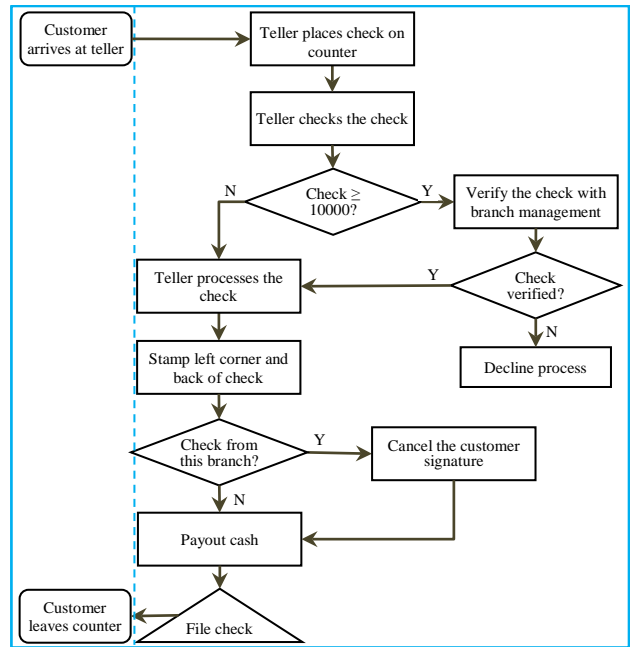 Customer
arrives at teller
Teller places check on
counter
Teller checks the check
Check ≥
10000?
N
Y
Verify the check with
branch management
Teller processes the
check
Y
Check
verified?
N
Stamp left corner and
back of check
Decline process
Check from
this branch?
Y
Cancel the customer
signature
N
Payout cash
Customer
leaves counter
File check